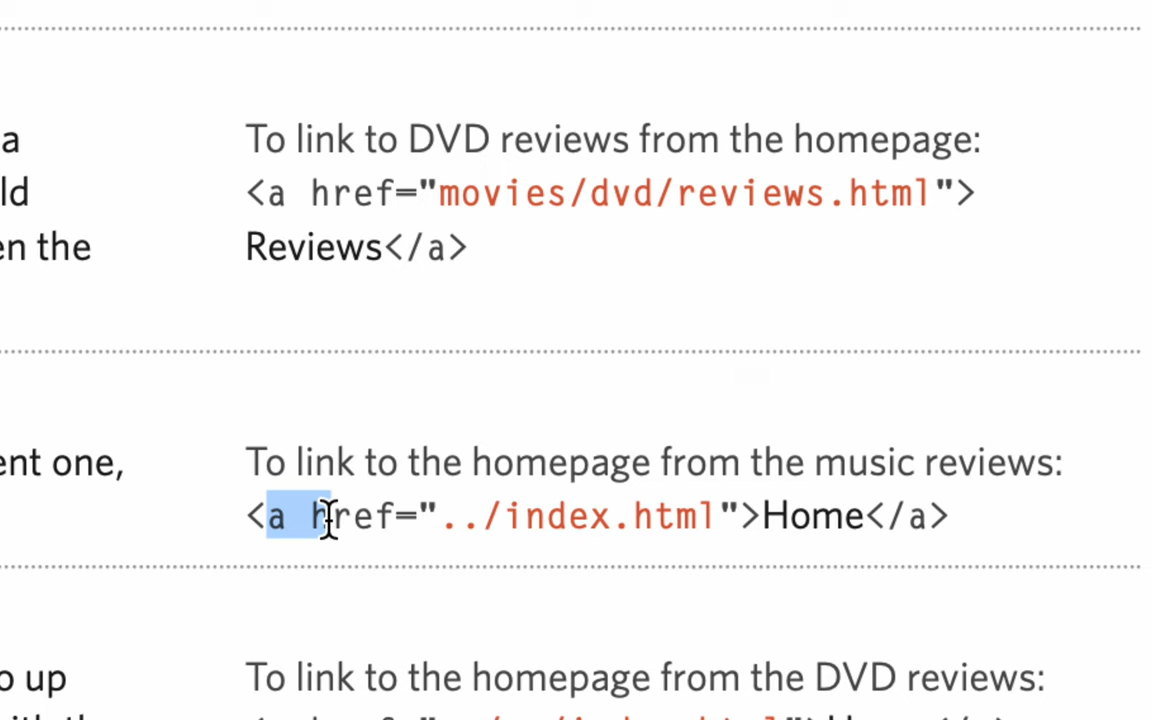 a
To link to DVD reviews from the homepage:
ld
<a href="movies/dvd/reviews.html">
en the
Reviews</a>
ent one,
To link to the homepage from the music reviews:
<a href="../index.html">Home</a>
o up
To link to the homepage from the DVD reviews: